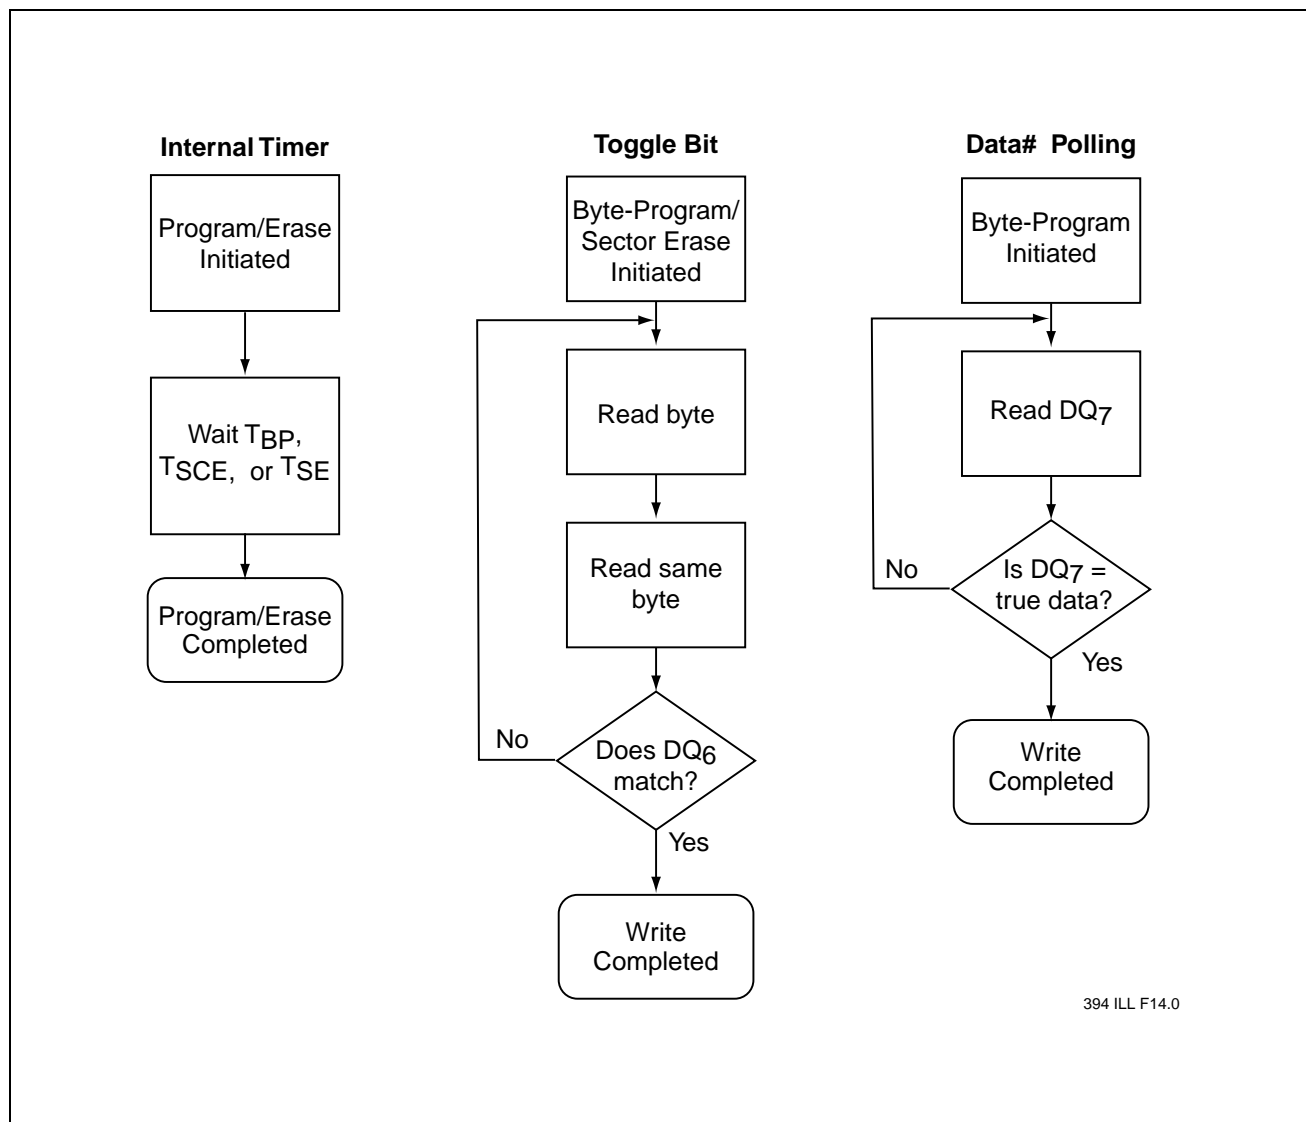 Internal Timer
Program/Erase
Initiated
Wait TBP,
TSCE, or TSE
Program/Erase
Completed
Toggle Bit
Byte-Program/
Sector Erase
Initiated
Read byte
Read same
byte
No
Does DQ6
match?
Yes
Write
Completed
Data# Polling
Byte-Program
Initiated
Read DQ7
No
Is DQ7 =
true data?
Yes
Write
Completed
394 ILL F14.0